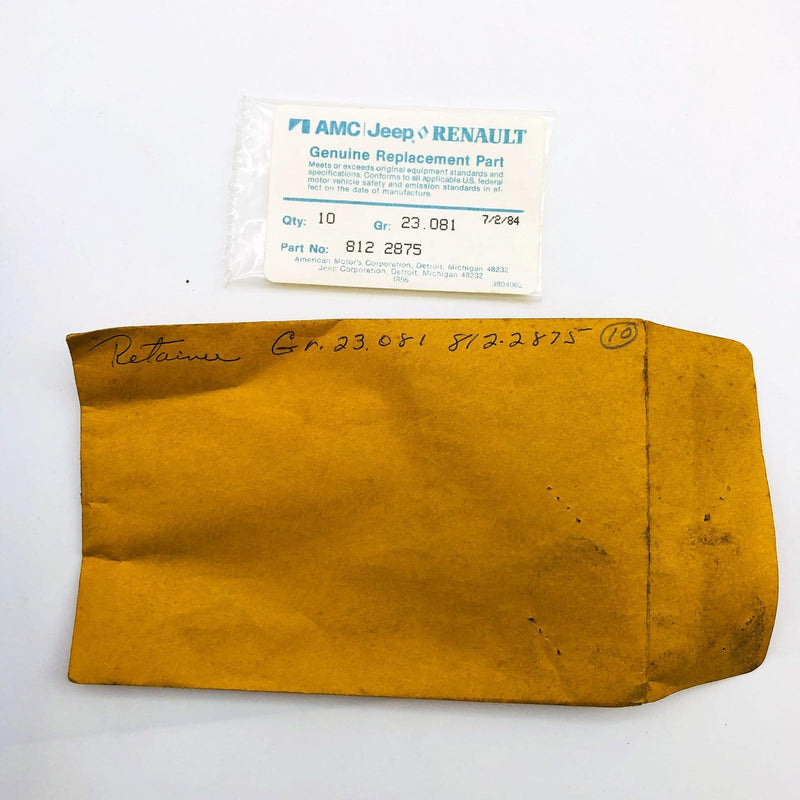 AMC Jeep RENAULT
Genuine Replacement Part
Meets or exceeds original equipment standards and
specifications. Conforms to all applicable U.S. federal
motor vehicle safety and emission standards in ef-
fect on the date of manufacture.
Qty: 10 Gr: 23.081 7/2/84
Part No: 812 2875
American Motor's Corporation, Detroit, Michigan 48232
Jeep Corporation, Detroit, Michigan 48232
1866 3804062
Retainer Gr. 23.081 812-2875 10